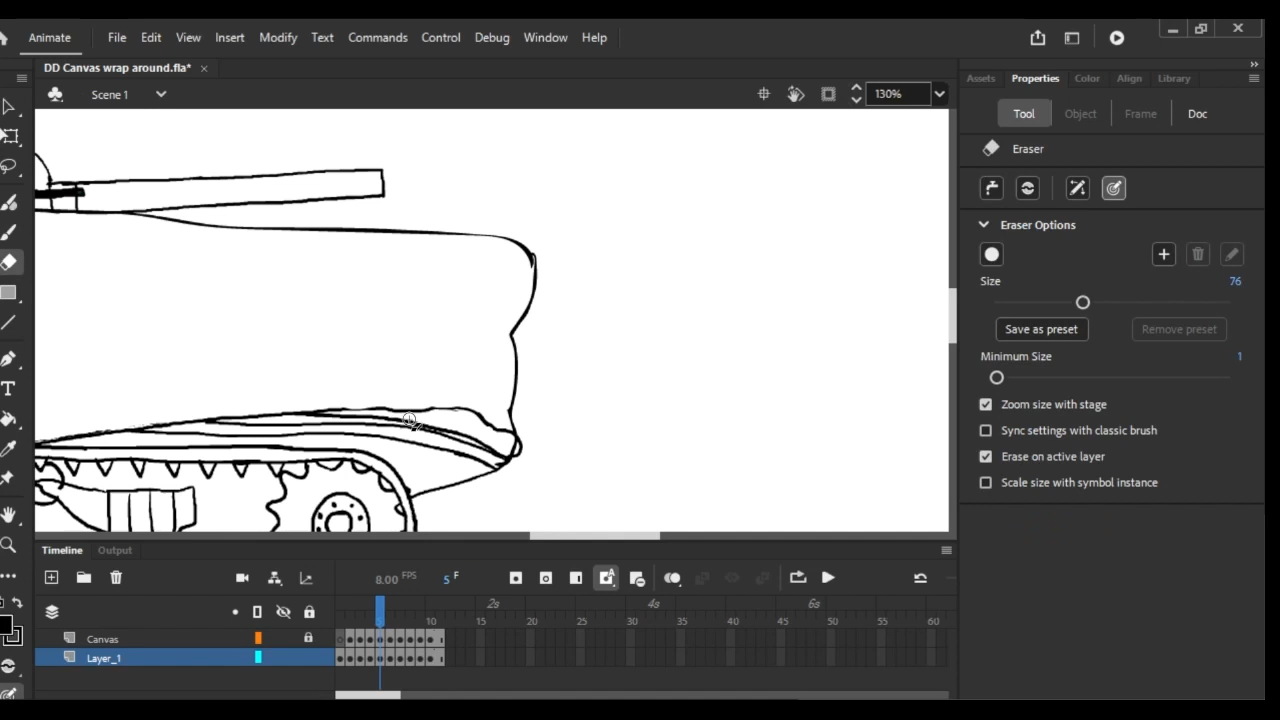 Animate File Edit View Insert Modify Text Commands Control Debug Window Help
DD Canvas wrap around.fla* ×
Assets Properties Color Align Library
Scene 1 130%
Tool Object Frame Doc
Eraser
Eraser Options
Size 76
Save as preset Remove preset
Minimum Size 1
Zoom size with stage
Sync settings with classic brush
Erase on active layer
Scale size with symbol instance
Timeline Output
8.00 FPS 5 F
2s 4s 6s
10 15 20 25 30 35 40 45 50 55 60
Canvas
Layer_1